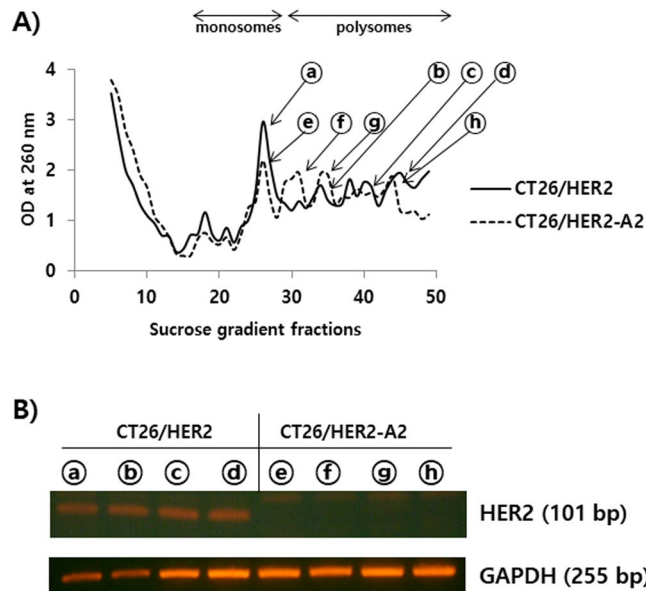 A)
monosomes polysomes
ⓐ ⓑ ⓒ ⓓ
ⓔ ⓕ ⓖ ⓗ
OD at 260 nm
4
3
2
1
0
0 10 20 30 40 50
Sucrose gradient fractions
CT26/HER2
CT26/HER2-A2
B)
CT26/HER2 CT26/HER2-A2
ⓐ ⓑ ⓒ ⓓ ⓔ ⓕ ⓖ ⓗ
HER2 (101 bp)
GAPDH (255 bp)